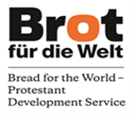 Brot
für die Welt
Bread for the World –
Protestant
Development Service